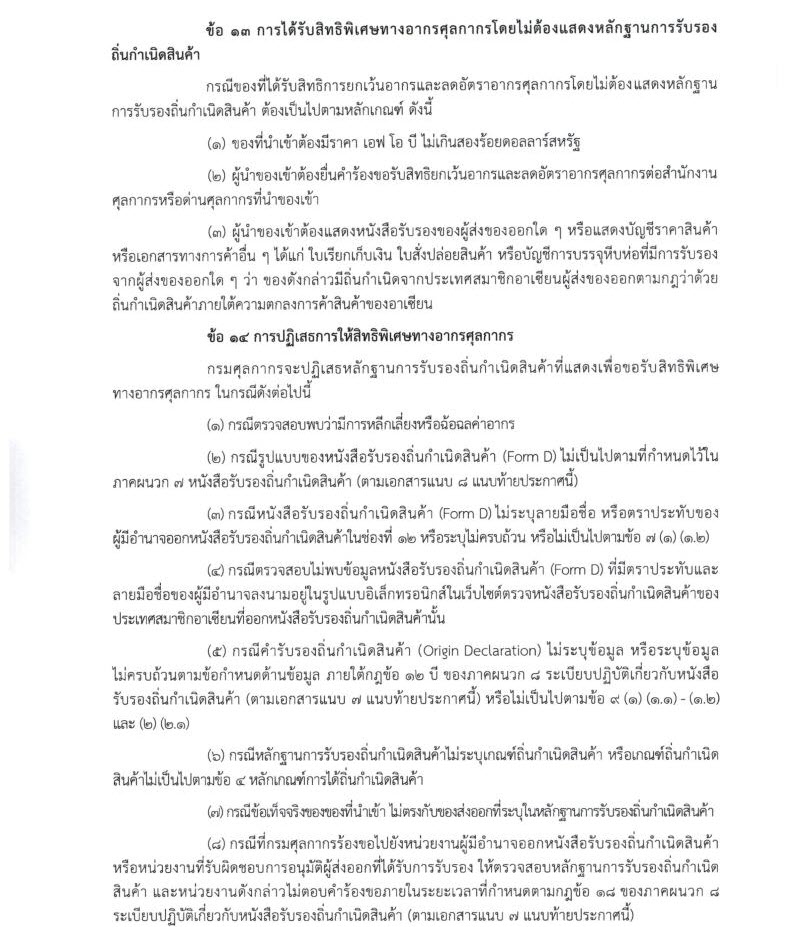 ข้อ ๑๓ การได้รับสิทธิพิเศษทางอากรศุลกากรโดยไม่ต้องแสดงหลักฐานการรับรอง
ถิ่นกำเนิดสินค้า
กรณีของที่ได้รับสิทธิการยกเว้นอากรและลดอัตราอากรศุลกากรโดยไม่ต้องแสดงหลักฐาน
การรับรองถิ่นกำเนิดสินค้า ต้องเป็นไปตามหลักเกณฑ์ ดังนี้
(๑) ของที่นำเข้าต้องมีราคา เอฟ โอ บี ไม่เกินสองร้อยดอลลาร์สหรัฐ
(๒) ผู้นำของเข้าต้องยื่นคำร้องขอรับสิทธิยกเว้นอากรและลดอัตราอากรศุลกากรต่อสำนักงาน
ศุลกากรหรือด่านศุลกากรที่นำของเข้า
(๓) ผู้นำของเข้าต้องแสดงหนังสือรับรองของผู้ส่งของออกใด ๆ หรือแสดงบัญชีราคาสินค้า
หรือเอกสารทางการค้าอื่น ๆ ได้แก่ ใบเรียกเก็บเงิน ใบสั่งปล่อยสินค้า หรือบัญชีการบรรจุหีบห่อที่มีการรับรอง
จากผู้ส่งของออกใด ๆ ว่า ของดังกล่าวมีถิ่นกำเนิดจากประเทศสมาชิกอาเซียนผู้ส่งของออกตามกฎว่าด้วย
ถิ่นกำเนิดสินค้าภายใต้ความตกลงการค้าสินค้าของอาเซียน
ข้อ ๑๔ การปฏิเสธการให้สิทธิพิเศษทางอากรศุลกากร
กรมศุลกากรจะปฏิเสธหลักฐานการรับรองถิ่นกำเนิดสินค้าที่แสดงเพื่อขอรับสิทธิพิเศษ
ทางอากรศุลกากร ในกรณีดังต่อไปนี้
(๑) กรณีตรวจสอบพบว่ามีการหลีกเลี่ยงหรือฉ้อฉลค่าอากร
(๒) กรณีรูปแบบของหนังสือรับรองถิ่นกำเนิดสินค้า (Form D) ไม่เป็นไปตามที่กำหนดไว้ใน
ภาคผนวก ๗ หนังสือรับรองถิ่นกำเนิดสินค้า (ตามเอกสารแนบ ๘ แนบท้ายประกาศนี้)
(๓) กรณีหนังสือรับรองถิ่นกำเนิดสินค้า (Form D) ไม่ระบุลายมือชื่อ หรือตราประทับของ
ผู้มีอำนาจออกหนังสือรับรองถิ่นกำเนิดสินค้าในช่องที่ ๑๒ หรือระบุไม่ครบถ้วน หรือไม่เป็นไปตามข้อ ๗ (๑) (๑.๒)
(๔) กรณีตรวจสอบไม่พบข้อมูลหนังสือรับรองถิ่นกำเนิดสินค้า (Form D) ที่มีตราประทับและ
ลายมือชื่อของผู้มีอำนาจลงนามอยู่ในรูปแบบอิเล็กทรอนิกส์ในเว็บไซต์ตรวจหนังสือรับรองถิ่นกำเนิดสินค้าของ
ประเทศสมาชิกอาเซียนที่ออกหนังสือรับรองถิ่นกำเนิดสินค้านั้น
(๕) กรณีคำรับรองถิ่นกำเนิดสินค้า (Origin Declaration) ไม่ระบุข้อมูล หรือระบุข้อมูล
ไม่ครบถ้วนตามข้อกำหนดด้านข้อมูล ภายใต้กฎข้อ ๑๒ บี ของภาคผนวก ๘ ระเบียบปฏิบัติเกี่ยวกับหนังสือ
รับรองถิ่นกำเนิดสินค้า (ตามเอกสารแนบ ๗ แนบท้ายประกาศนี้) หรือไม่เป็นไปตามข้อ ๙ (๑) (๑.๑) - (๑.๒)
และ (๒) (๒.๑)
(๖) กรณีหลักฐานการรับรองถิ่นกำเนิดสินค้าไม่ระบุเกณฑ์ถิ่นกำเนิดสินค้า หรือเกณฑ์ถิ่นกำเนิด
สินค้าไม่เป็นไปตามข้อ ๔ หลักเกณฑ์การได้ถิ่นกำเนิดสินค้า
(๗) กรณีข้อเท็จจริงของของที่นำเข้า ไม่ตรงกับของส่งออกที่ระบุในหลักฐานการรับรองถิ่นกำเนิดสินค้า
(๘) กรณีที่กรมศุลกากรร้องขอไปยังหน่วยงานผู้มีอำนาจออกหนังสือรับรองถิ่นกำเนิดสินค้า
หรือหน่วยงานที่รับผิดชอบการอนุมัติผู้ส่งออกที่ได้รับการรับรอง ให้ตรวจสอบหลักฐานการรับรองถิ่นกำเนิด
สินค้า และหน่วยงานดังกล่าวไม่ตอบคำร้องขอภายในระยะเวลาที่กำหนดตามกฎข้อ ๑๘ ของภาคผนวก ๘
ระเบียบปฏิบัติเกี่ยวกับหนังสือรับรองถิ่นกำเนิดสินค้า (ตามเอกสารแนบ ๗ แนบท้ายประกาศนี้)